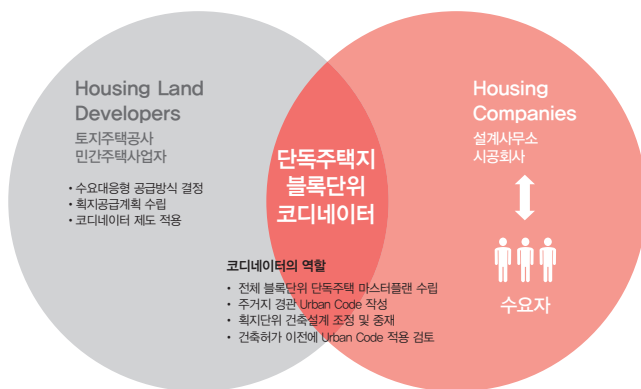 Housing Land
Developers
토지주택공사
민간주택사업자
• 수요대응형 공급방식 결정
• 획지공급계획 수립
• 코디네이터 제도 적용
단독주택지
블록단위
코디네이터
코디네이터의 역할
• 전체 블록단위 단독주택 마스터플랜 수립
• 주거지 경관 Urban Code 작성
• 획지단위 건축설계 조정 및 중재
• 건축허가 이전에 Urban Code 적용 검토
Housing
Companies
설계사무소
시공회사
수요자